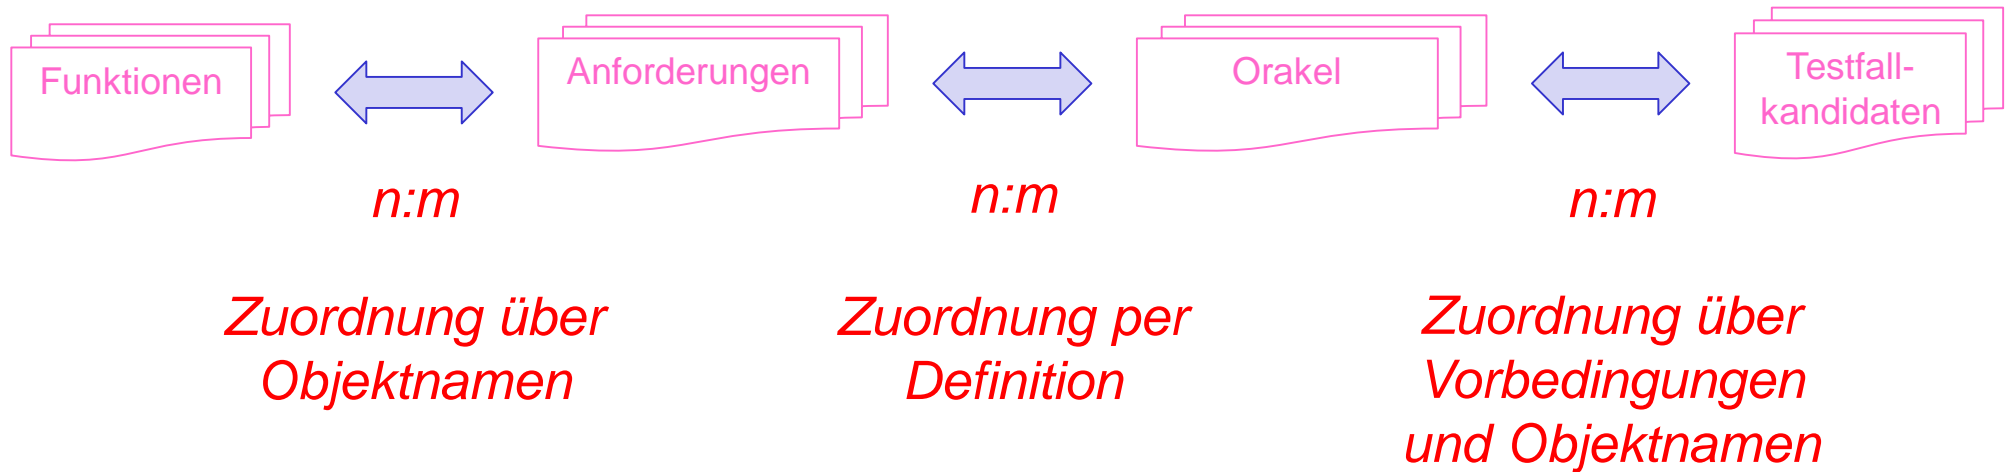 Funktionen
Anforderungen
Orakel
Testfall-
kandidaten
n:m
n:m
n:m
Zuordnung über
Objektnamen
Zuordnung per
Definition
Zuordnung über
Vorbedingungen
und Objektnamen